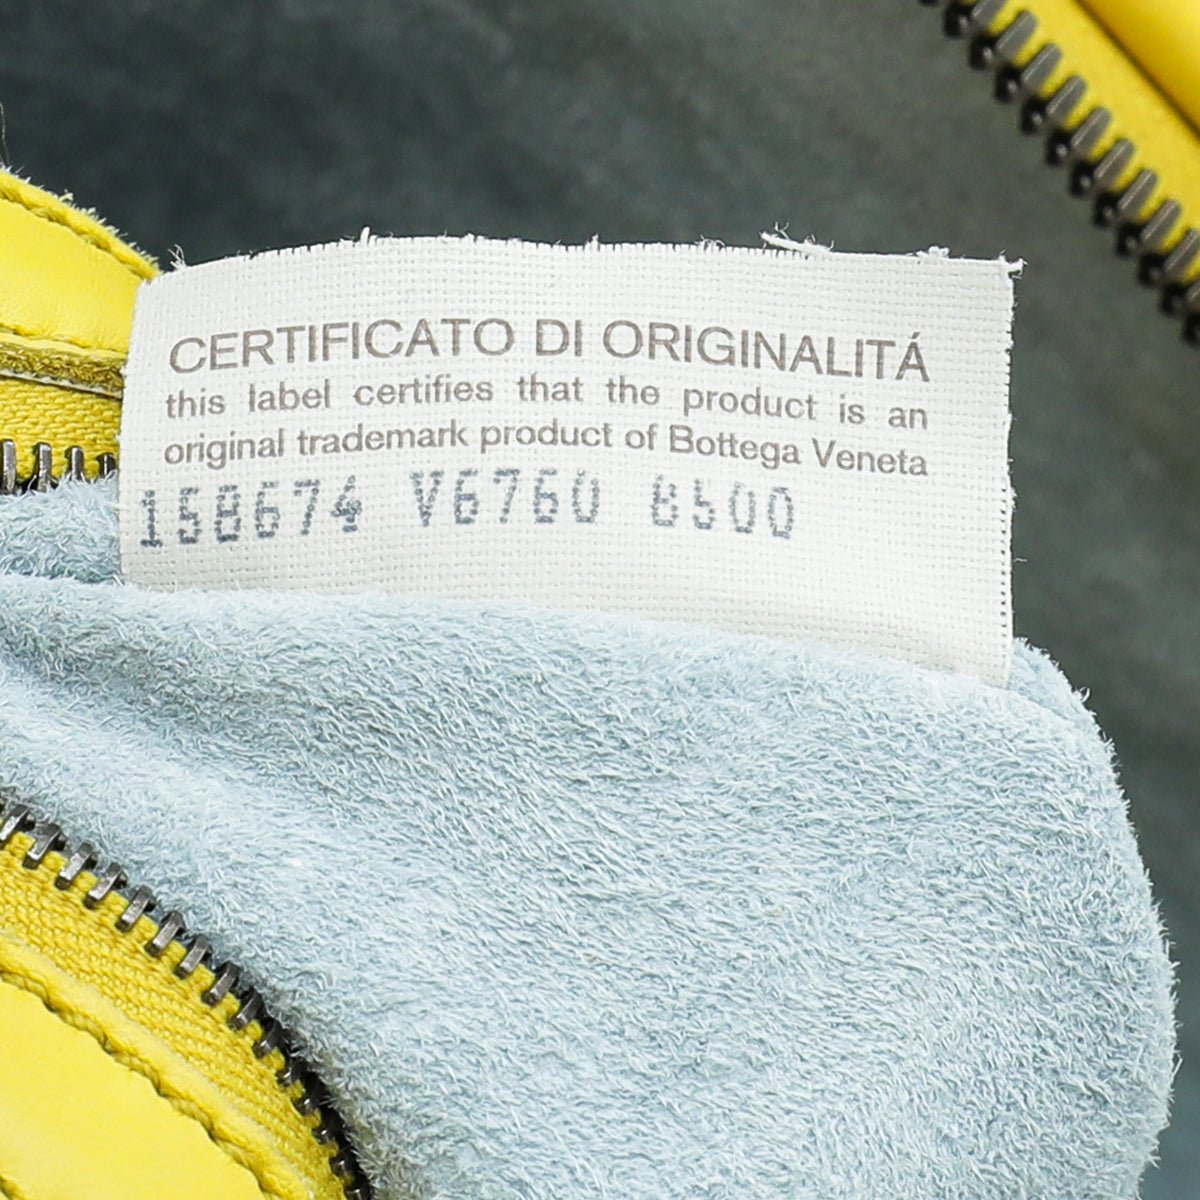 CERTIFICATO DI ORIGINALITÁ
this label certifies that the product is an
original trademark product of Bottega Veneta
158674 V6760 8500